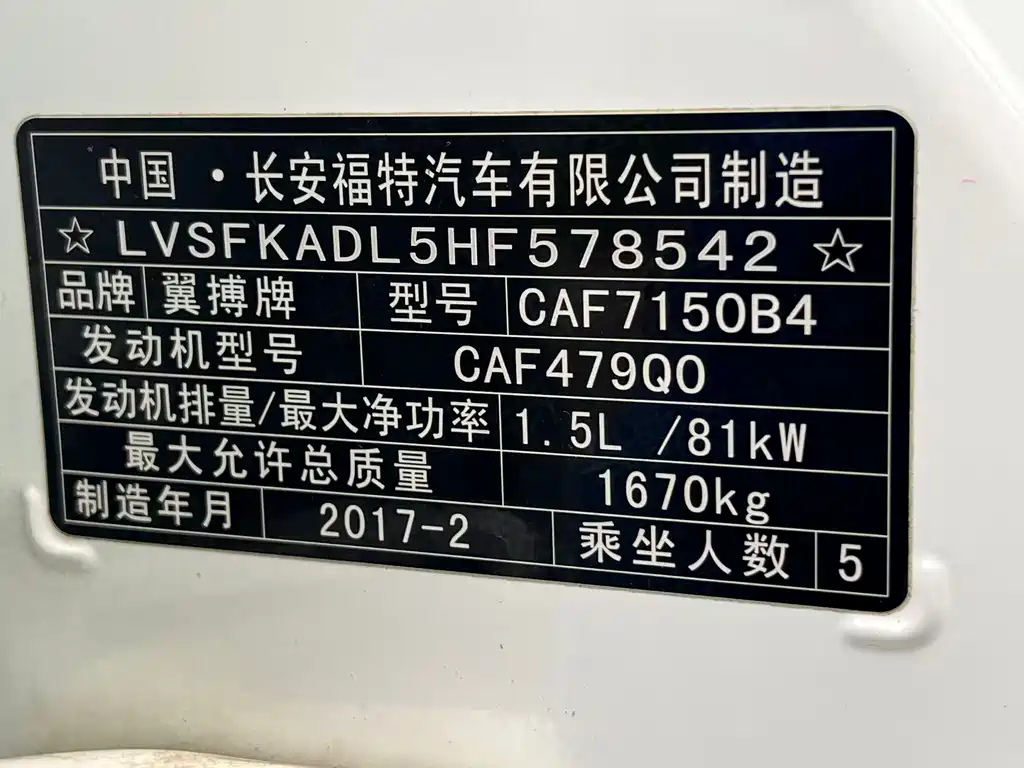 中国·长安福特汽车有限公司制造
☆LVSFKADL5HF578542☆
品牌 翼搏牌 型号 CAF7150B4
发动机型号 CAF479Q0
发动机排量/最大净功率 1.5L /81kW
最大允许总质量 1670kg
制造年月 2017-2 乘坐人数 5